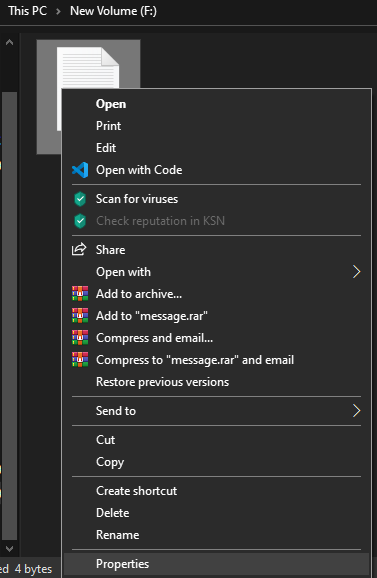 This PC > New Volume (F:)
Open
Print
Edit
Open with Code
Scan for viruses
Check reputation in KSN
Share
Open with
Add to archive...
Add to "message.rar"
Compress and email...
Compress to "message.rar" and email
Restore previous versions
Send to
Cut
Copy
Create shortcut
Delete
Rename
4 bytes
Properties